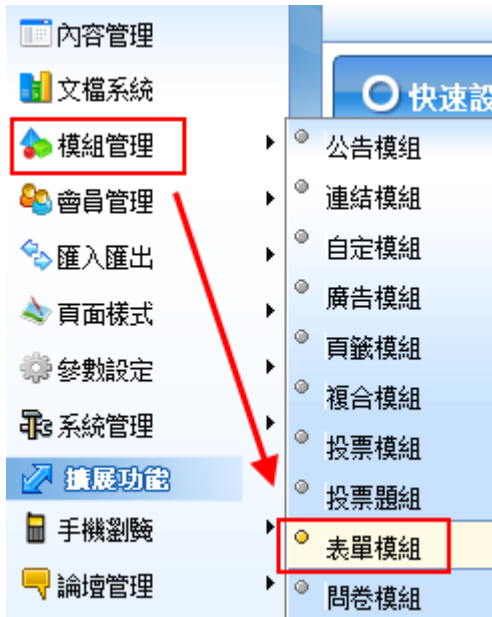 內容管理
文檔系統
模組管理
會員管理
匯入匯出
頁面樣式
參數設定
系統管理
擴展功能
手機瀏覽
論壇管理
快速設
公告模组
連結模組
自定模組
廣告模組
頁籤模組
複合模組
投票模組
投票題組
表單模組
問卷模組